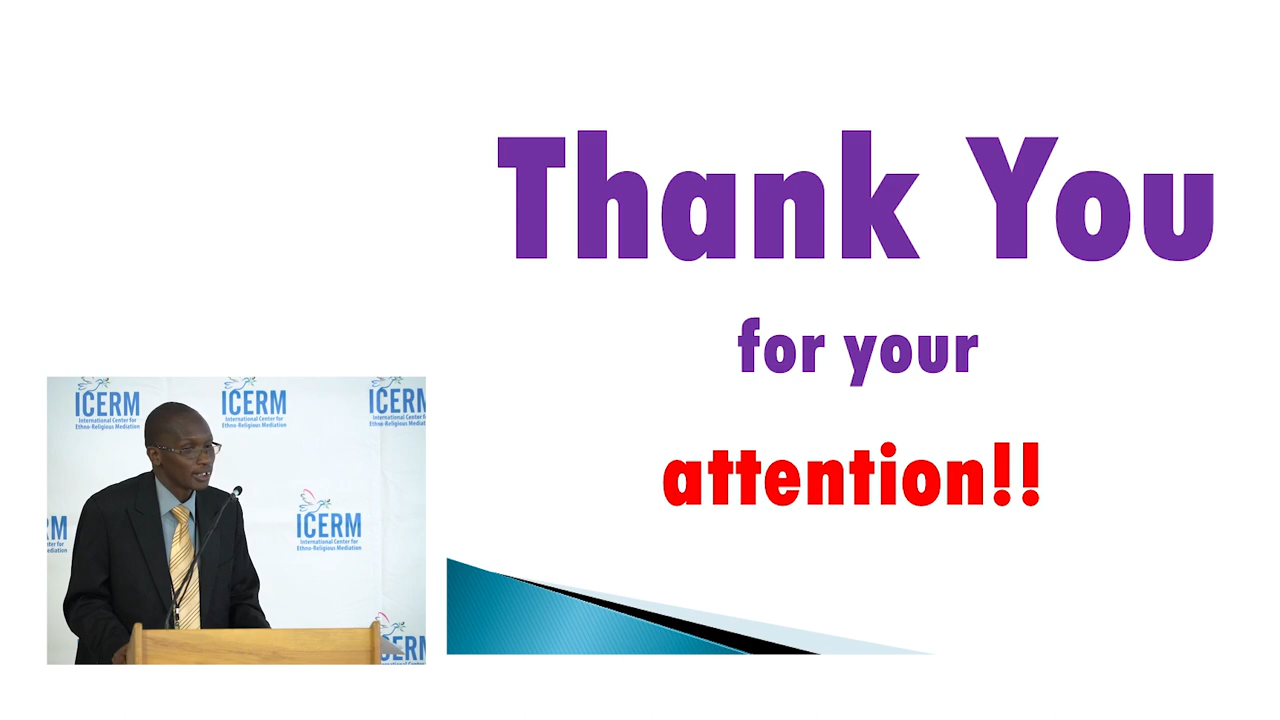 Thank You
for your
attention!!
ICERM
International Center for
Ethno-Religious Mediation
ICERM
International Center for
Ethno-Religious Mediation
ICERM
International Center for
Ethno-Religious Mediation
ICERM
International Center for
Ethno-Religious Mediation